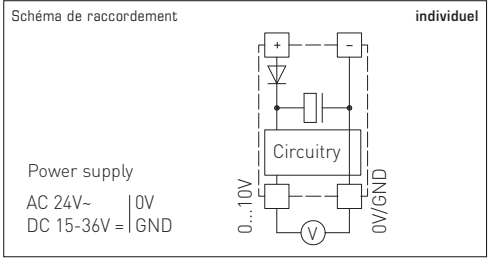 Schéma de raccordement
individuel
+
−
Circuitry
Power supply
AC 24V~ | 0V
DC 15-36V = | GND
0...10V
0V/GND
V